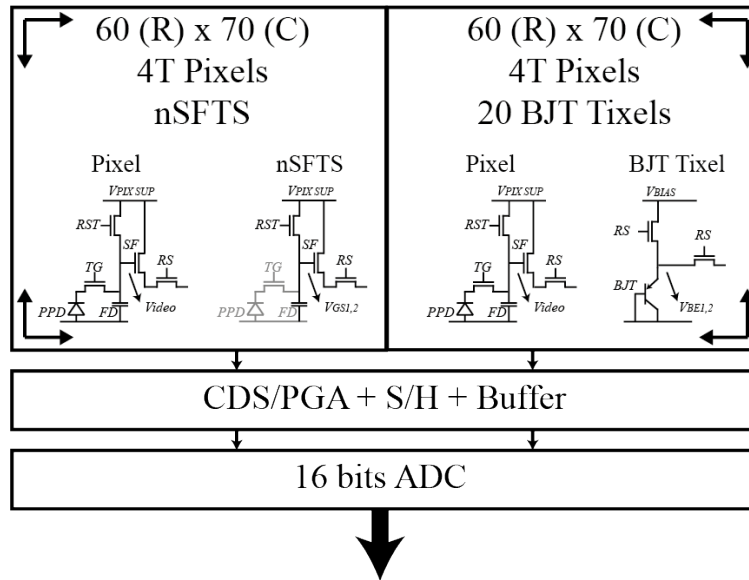 60 (R) x 70 (C)
4T Pixels
nSFTS
Pixel
VPIX SUP
RST
SF
RS
TG
PPD
FD
Video
nSFTS
VPIX SUP
RST
SF
RS
TG
PPD
FD
VGS1,2
60 (R) x 70 (C)
4T Pixels
20 BJT Tixels
Pixel
VPIX SUP
RST
SF
RS
TG
PPD
FD
Video
BJT Tixel
VBIAS
RS
RS
BJT
VBE1,2
CDS/PGA + S/H + Buffer
16 bits ADC